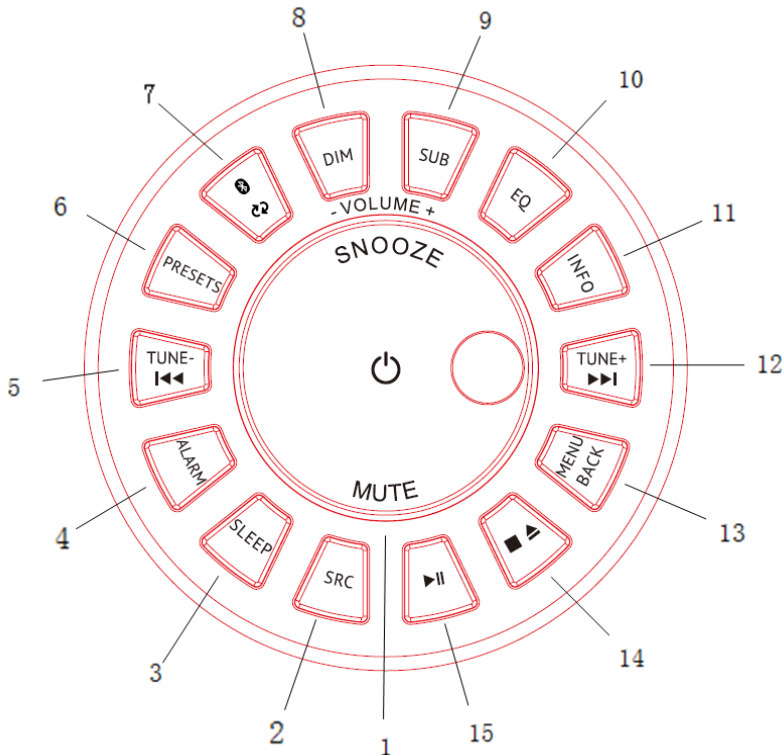 8
9
7
10
DIM
SUB
EQ
- VOLUME +
6
11
PRESETS
SNOOZE
INFO
TUNE-
TUNE+
5
12
ALARM
MENU
BACK
MUTE
4
13
SLEEP
SRC
3
14
2
1
15